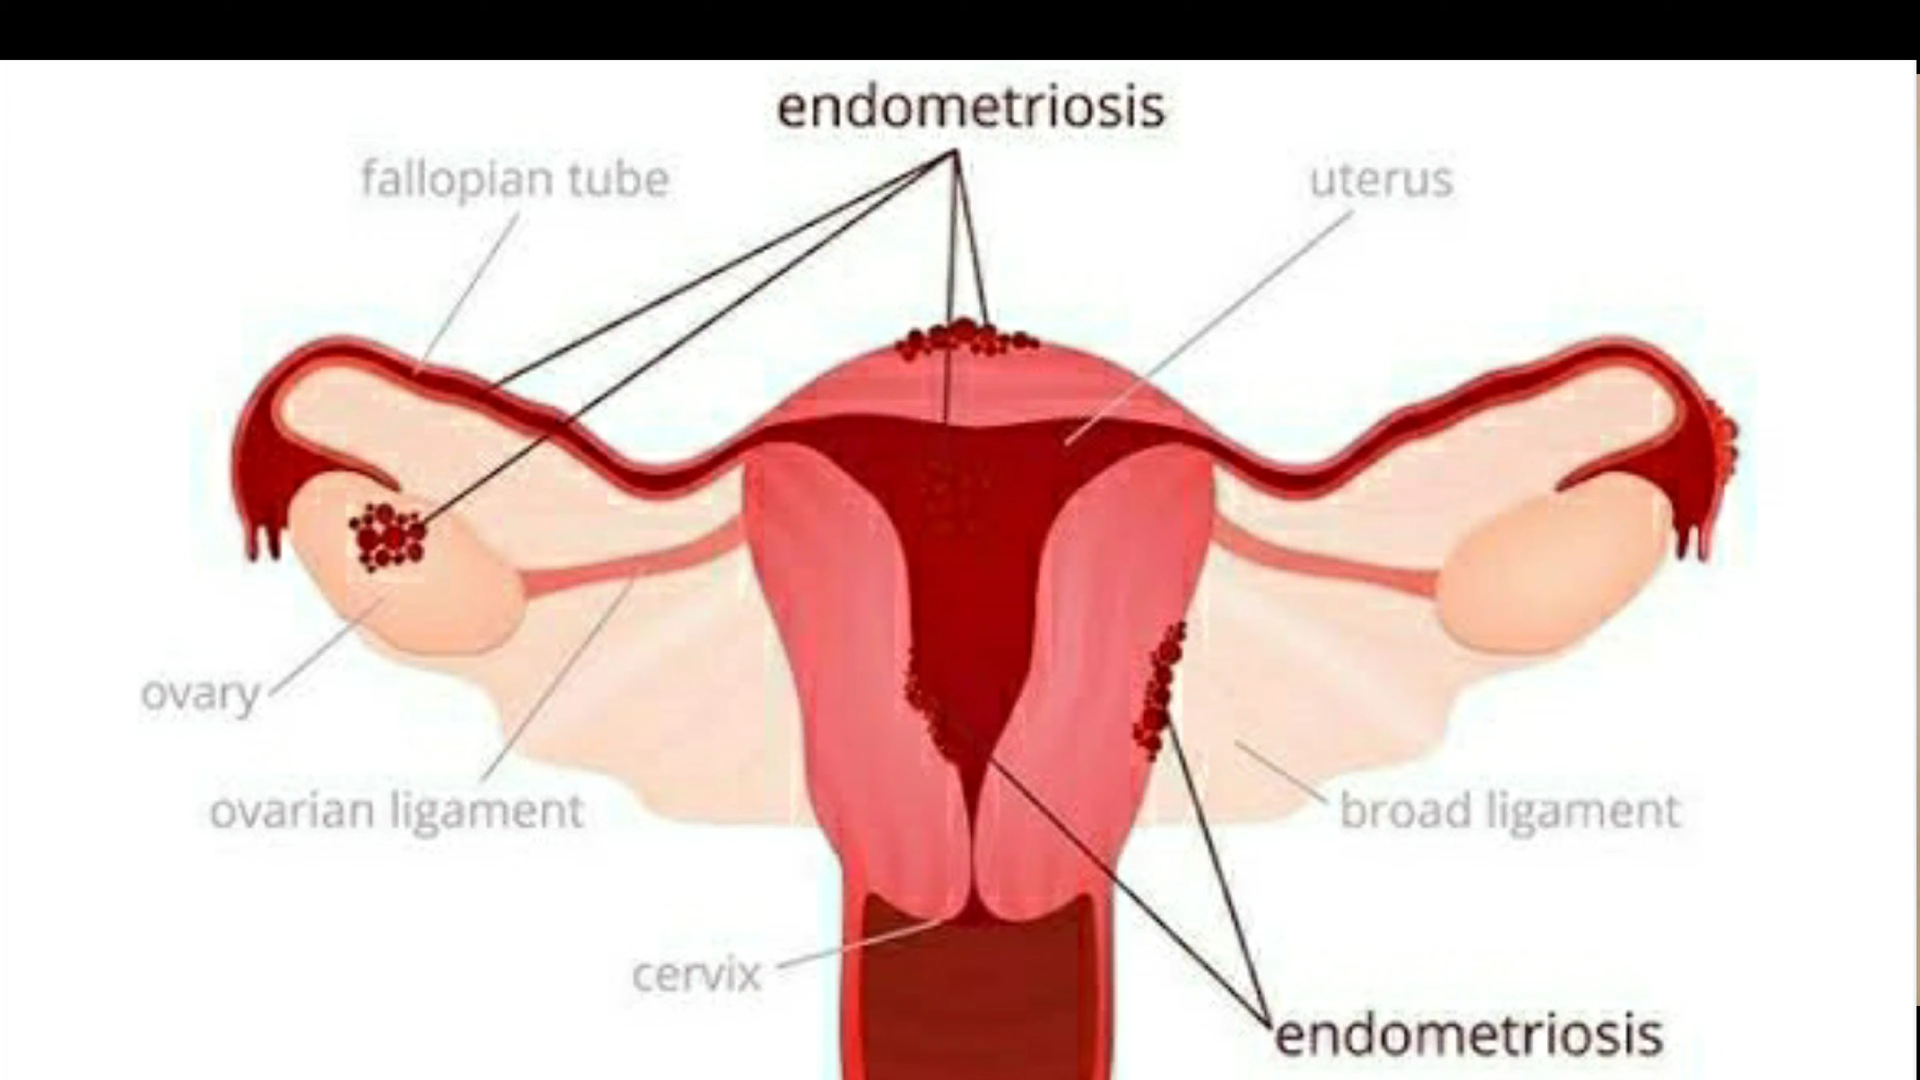 endometriosis
fallopian tube
uterus
ovary
ovarian ligament
broad ligament
cervix
endometriosis